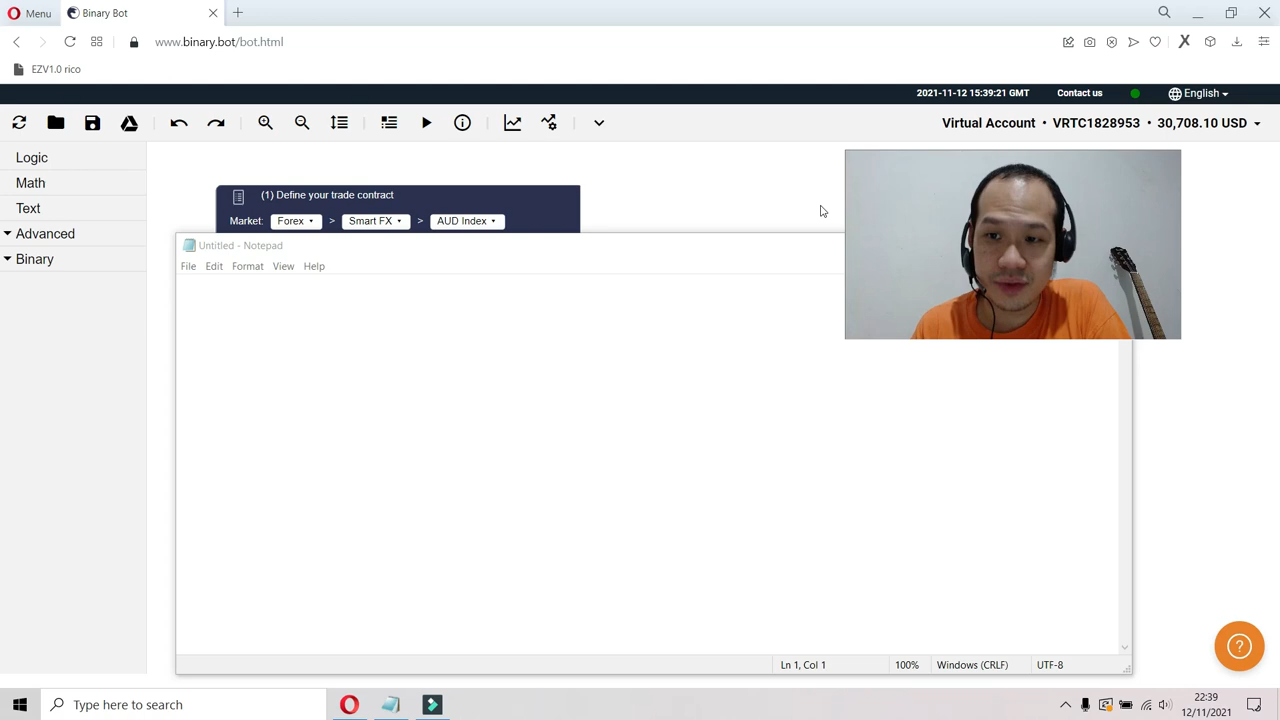 Menu
Binary Bot
www.binary.bot/bot.html
EZV1.0 rico
2021-11-12 15:39:21 GMT
Contact us
English
Virtual Account • VRTC1828953 • 30,708.10 USD
Logic
Math
Text
Advanced
Binary
(1) Define your trade contract
Market: Forex > Smart FX > AUD Index
Untitled - Notepad
File Edit Format View Help
Ln 1, Col 1
100%
Windows (CRLF)
UTF-8
Type here to search
22:39
12/11/2021